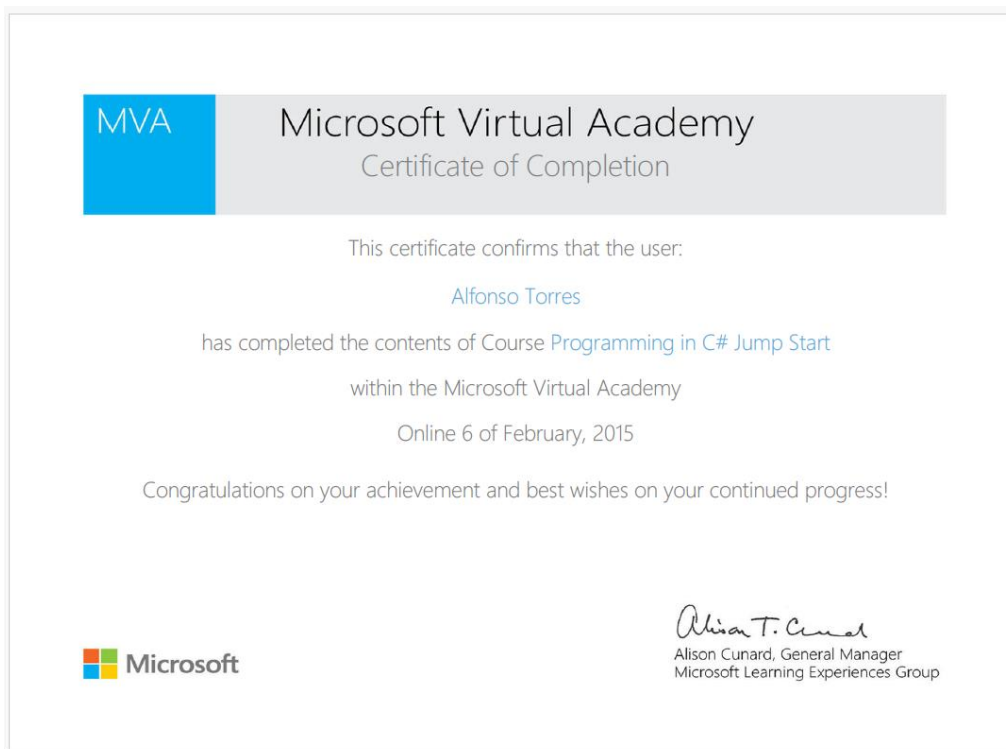 MVA
Microsoft Virtual Academy
Certificate of Completion
This certificate confirms that the user:
Alfonso Torres
has completed the contents of Course Programming in C# Jump Start
within the Microsoft Virtual Academy
Online 6 of February, 2015
Congratulations on your achievement and best wishes on your continued progress!
Alison T. Cunard
Alison Cunard, General Manager
Microsoft Learning Experiences Group
Microsoft